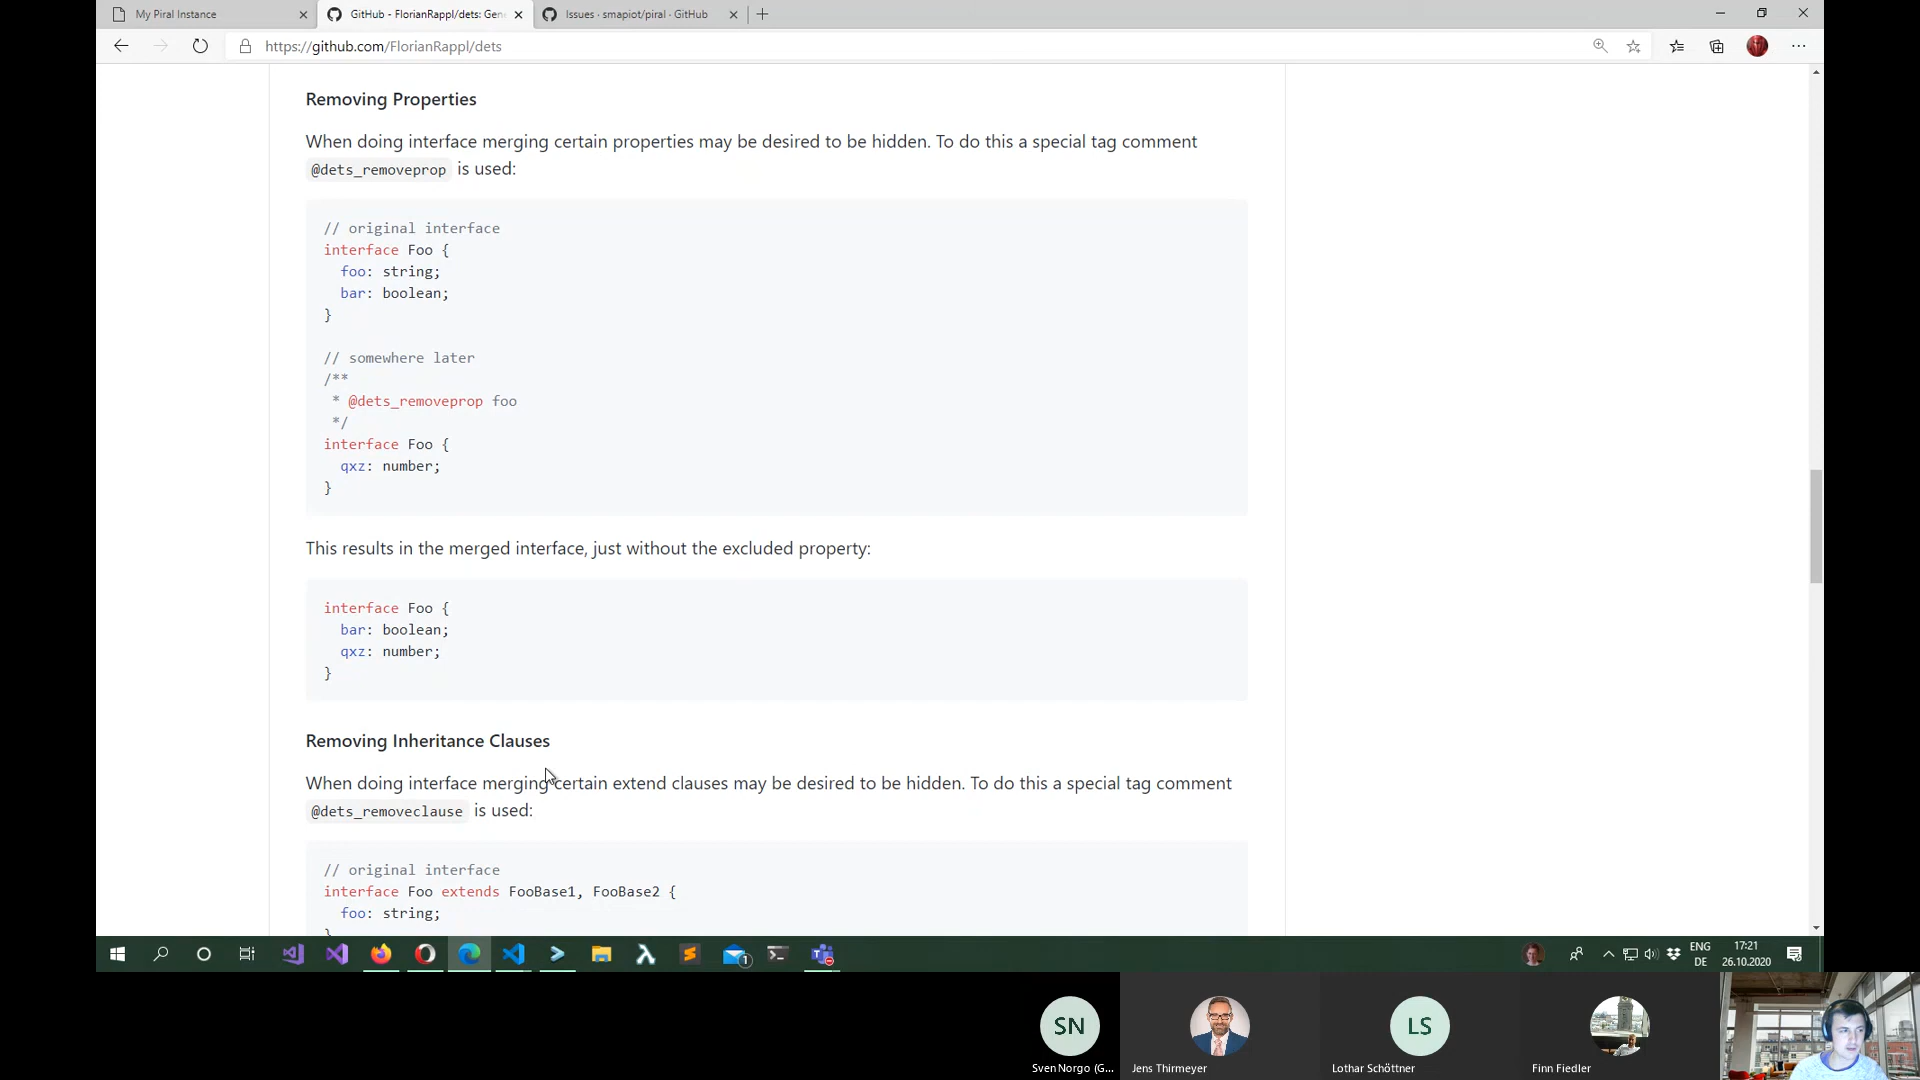 My Piral Instance
GitHub - FlorianRappl/dets: Gene
Issues · smapiot/piral · GitHub
https://github.com/FlorianRappl/dets
Removing Properties
When doing interface merging certain properties may be desired to be hidden. To do this a special tag comment
@dets_removeprop is used:
// original interface
interface Foo {
foo: string;
bar: boolean;
}
// somewhere later
/**
* @dets_removeprop foo
*/
interface Foo {
qxz: number;
}
This results in the merged interface, just without the excluded property:
interface Foo {
bar: boolean;
qxz: number;
}
Removing Inheritance Clauses
When doing interface merging certain extend clauses may be desired to be hidden. To do this a special tag comment
@dets_removeclause is used:
// original interface
interface Foo extends FooBase1, FooBase2 {
foo: string;
}
1
ENG
DE
17:21
26.10.2020
SN
LS
Sven Norgo (G...
Jens Thirmeyer
Lothar Schöttner
Finn Fiedler